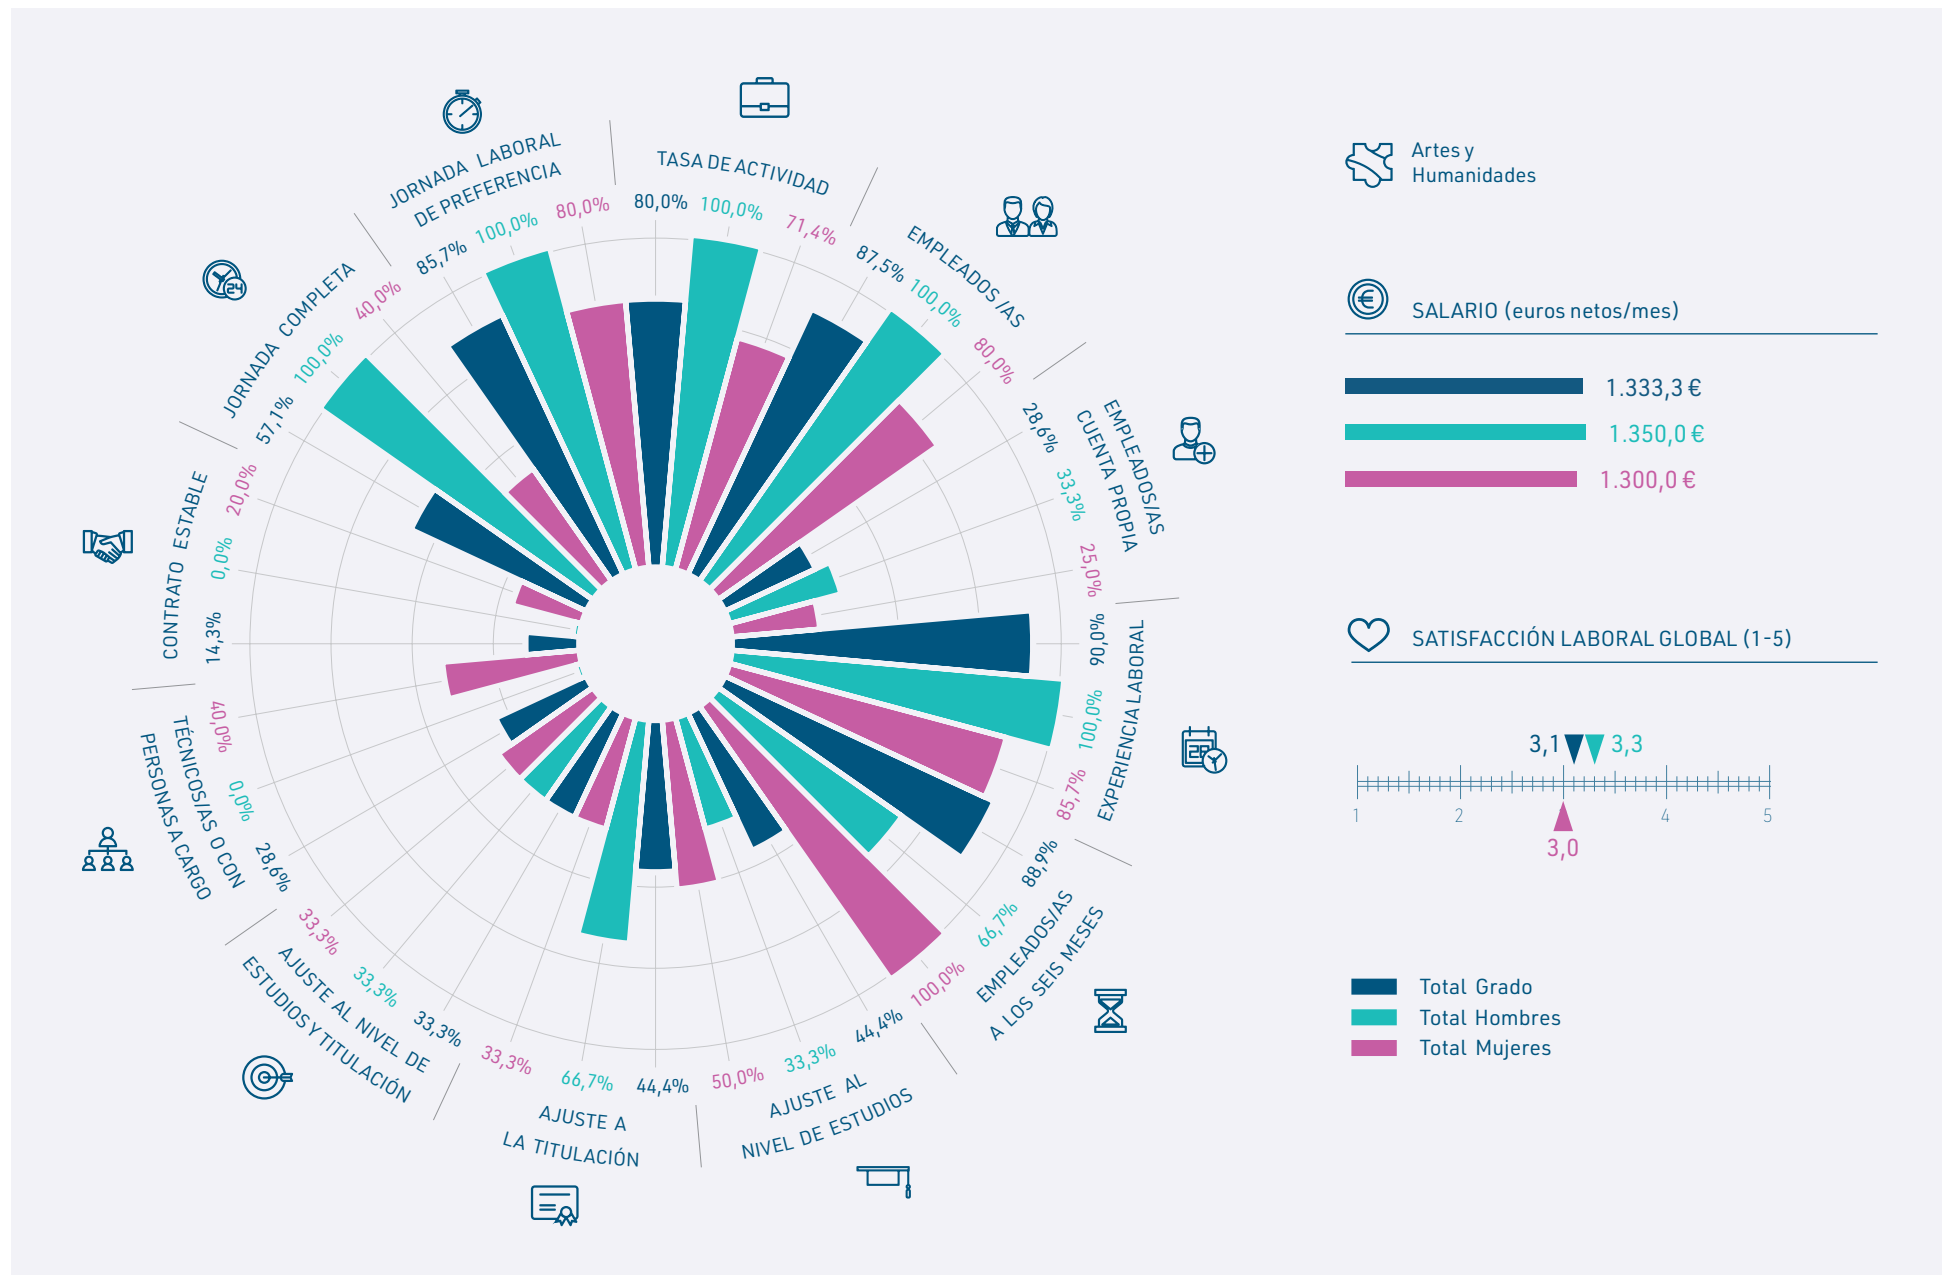 JORNADA LABORAL
DE PREFERENCIA
85,7%
100,0%
80,0%
TASA DE ACTIVIDAD
80,0%
100,0%
71,4%
EMPLEADOS /AS
87,5%
100,0%
80,0%
EMPLEADOS/AS
CUENTA PROPIA
28,6%
33,3%
25,0%
EXPERIENCIA LABORAL
90,0%
100,0%
85,7%
EMPLEADOS/AS
A LOS SEIS MESES
88,9%
66,7%
100,0%
AJUSTE AL
NIVEL DE ESTUDIOS
44,4%
33,3%
50,0%
AJUSTE A
LA TITULACIÓN
44,4%
66,7%
33,3%
AJUSTE AL NIVEL DE
ESTUDIOS Y TITULACIÓN
33,3%
33,3%
33,3%
TÉCNICOS/AS O CON
PERSONAS A CARGO
28,6%
0,0%
40,0%
CONTRATO ESTABLE
14,3%
0,0%
20,0%
JORNADA COMPLETA
57,1%
100,0%
40,0%
24
Artes y
Humanidades
€
SALARIO (euros netos/mes)
1.333,3 €
1.350,0 €
1.300,0 €
SATISFACCIÓN LABORAL GLOBAL (1-5)
3,1
3,3
1
2
4
5
3,0
Total Grado
Total Hombres
Total Mujeres